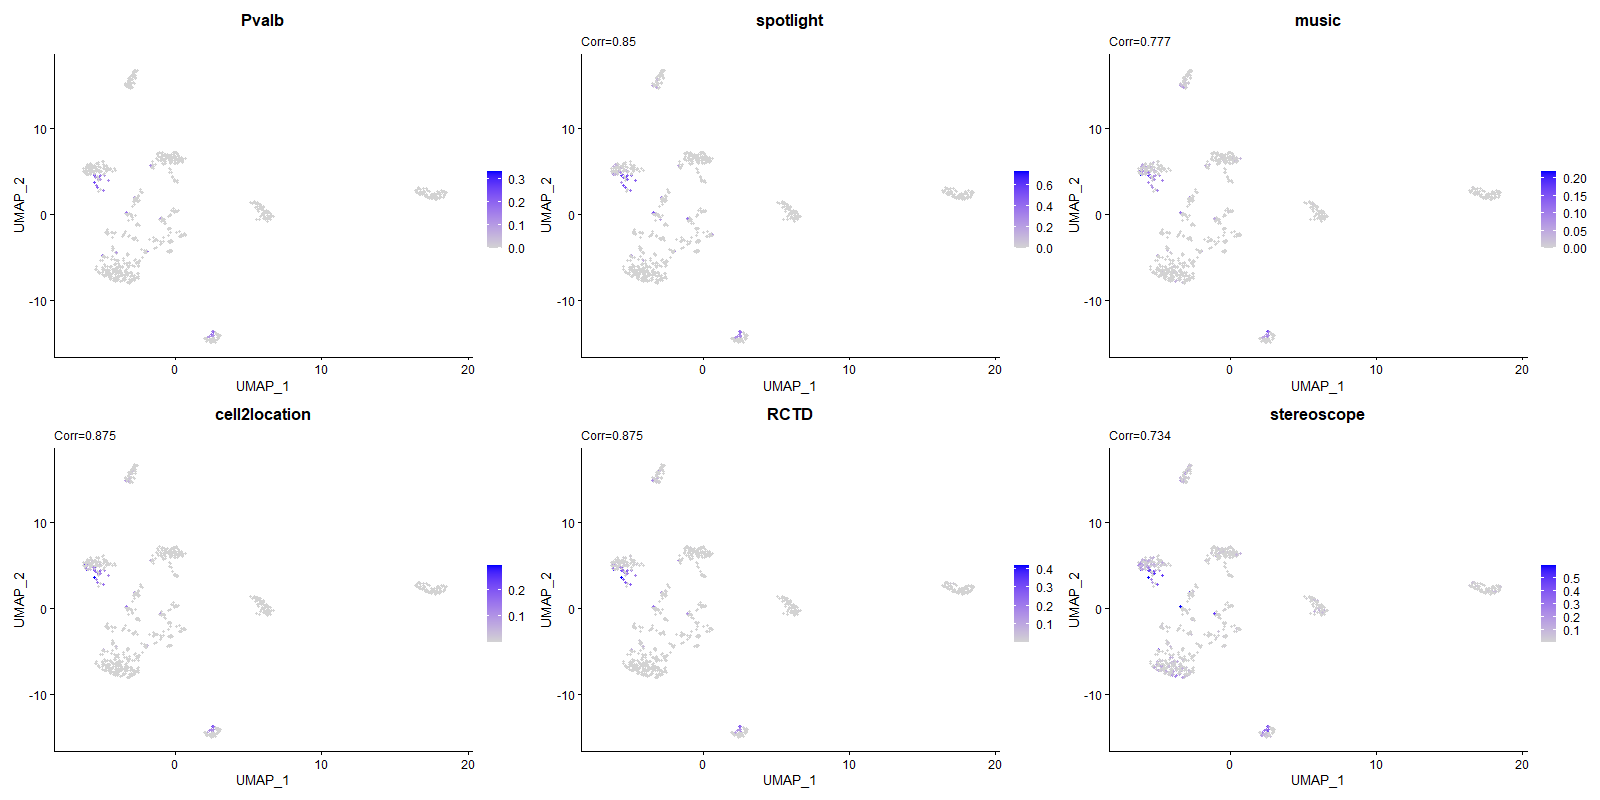 Pvalb
UMAP_2
10
0
-10
0
10
20
UMAP_1
0.3
0.2
0.1
0.0
spotlight
Corr=0.85
UMAP_2
10
0
-10
0
10
20
UMAP_1
0.6
0.4
0.2
0.0
music
Corr=0.777
UMAP_2
10
0
-10
0
10
20
UMAP_1
0.20
0.15
0.10
0.05
0.00
cell2location
Corr=0.875
UMAP_2
10
0
-10
0
10
20
UMAP_1
0.2
0.1
RCTD
Corr=0.875
UMAP_2
10
0
-10
0
10
20
UMAP_1
0.4
0.3
0.2
0.1
stereoscope
Corr=0.734
UMAP_2
10
0
-10
0
10
20
UMAP_1
0.5
0.4
0.3
0.2
0.1